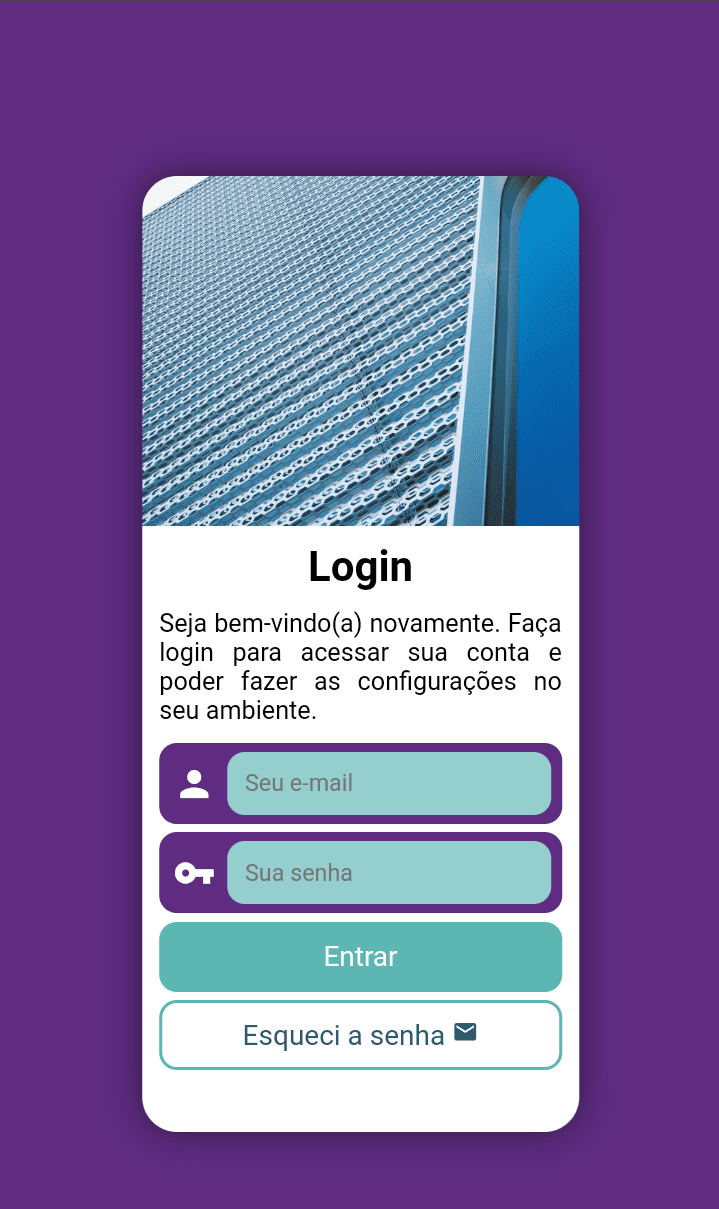 Login
Seja bem-vindo(a) novamente. Faça
login para acessar sua conta e
poder fazer as configurações no
seu ambiente.
Seu e-mail
Sua senha
Entrar
Esqueci a senha